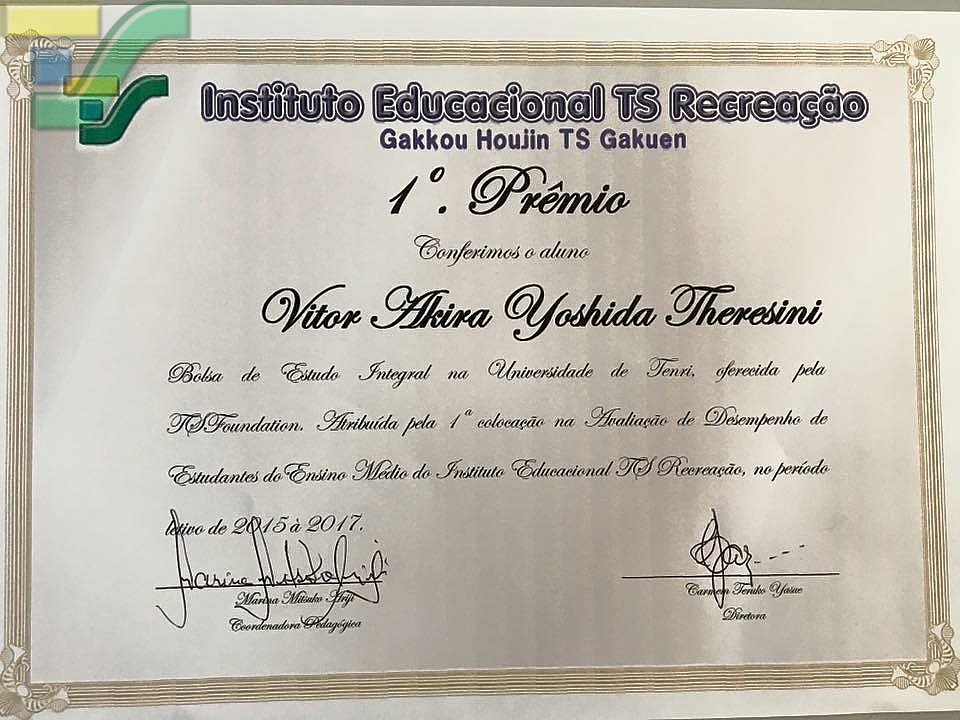 Instituto Educacional TS Recreação
Gakkou Houjin TS Gakuen
1º. Prêmio
Conferimos o aluno
Vitor Akira Yoshida Theresini
Bolsa de Estudo Integral na Universidade de Tenri, oferecida pela
TSFoundation. Atribuída pela 1ª colocação na Avaliação de Desempenho de
Estudantes do Ensino Médio do Instituto Educacional TS Recreação, no período
letivo de 2015 à 2017.
Marina Mitsuko Ariji
Coordenadora Pedagógica
Carmem Teruko Yasue
Diretora